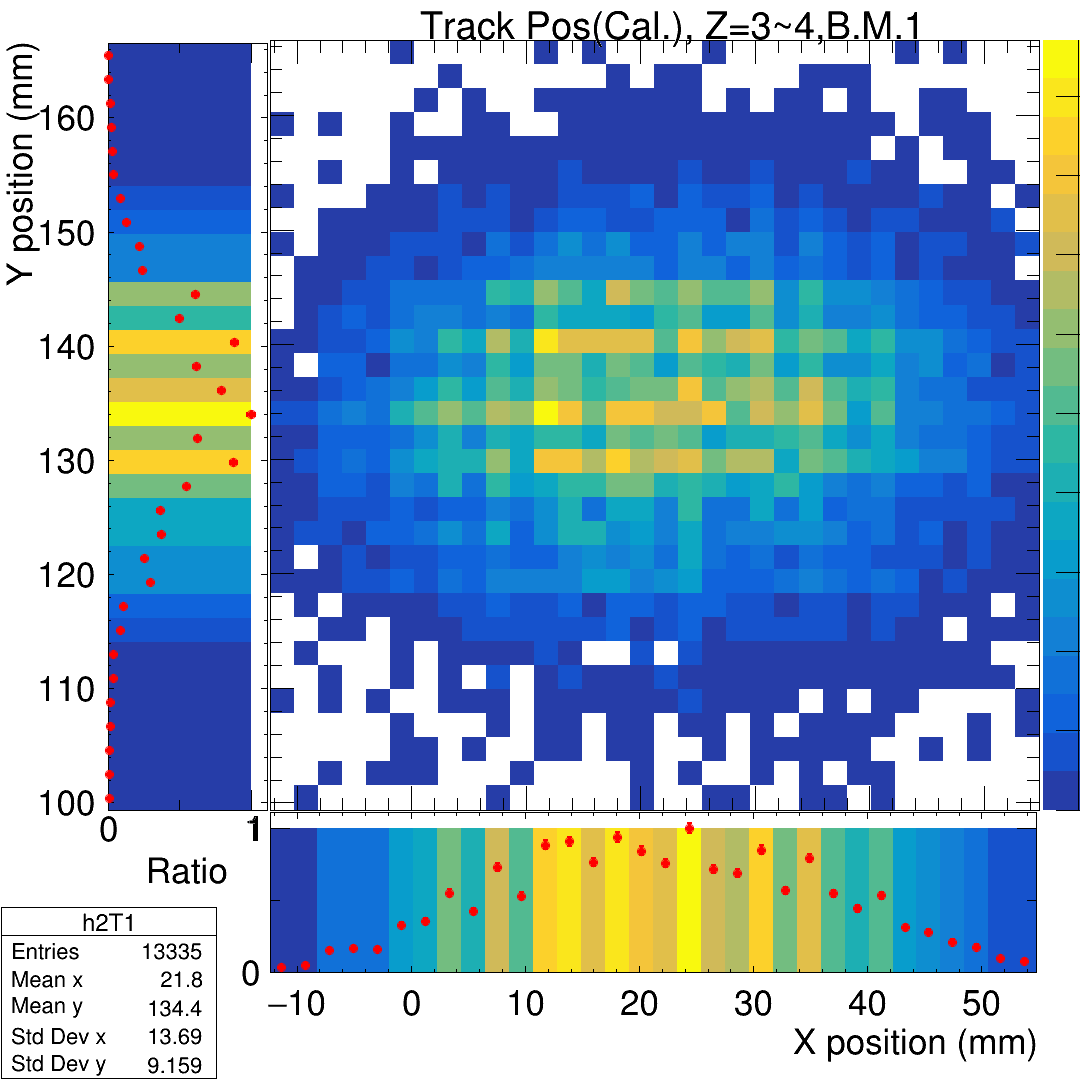 Track Pos(Cal.), Z=3~4,B.M.1
Y position (mm)
160
150
140
130
120
110
100
0 1
Ratio
1
0
−10 0 10 20 30 40 50
X position (mm)
h2T1
Entries 13335
Mean x 21.8
Mean y 134.4
Std Dev x 13.69
Std Dev y 9.159